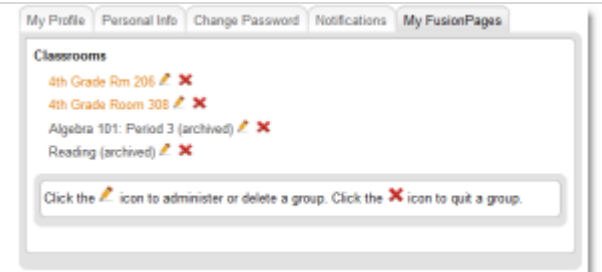 My Profile Personal Info Change Password Notifications My FusionPages
Classrooms
4th Grade Rm 206
4th Grade Room 308
Algebra 101: Period 3 (archived)
Reading (archived)
Click the icon to administer or delete a group. Click the icon to quit a group.